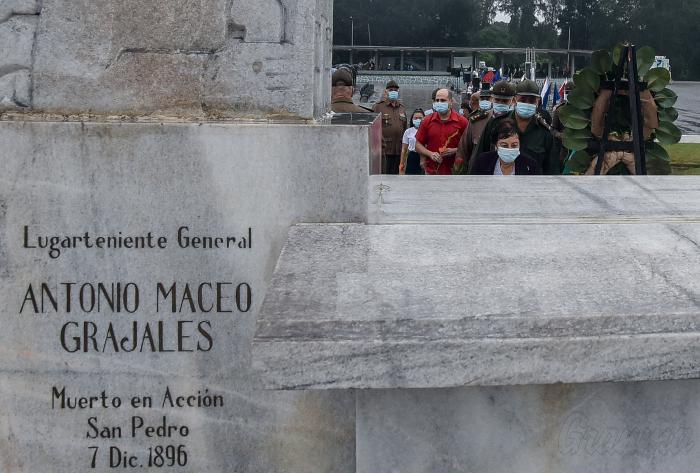 Lugarteniente General
ANTONIO MACEO
GRAJALES
Muerto en Acción
San Pedro
7 Dic. 1896